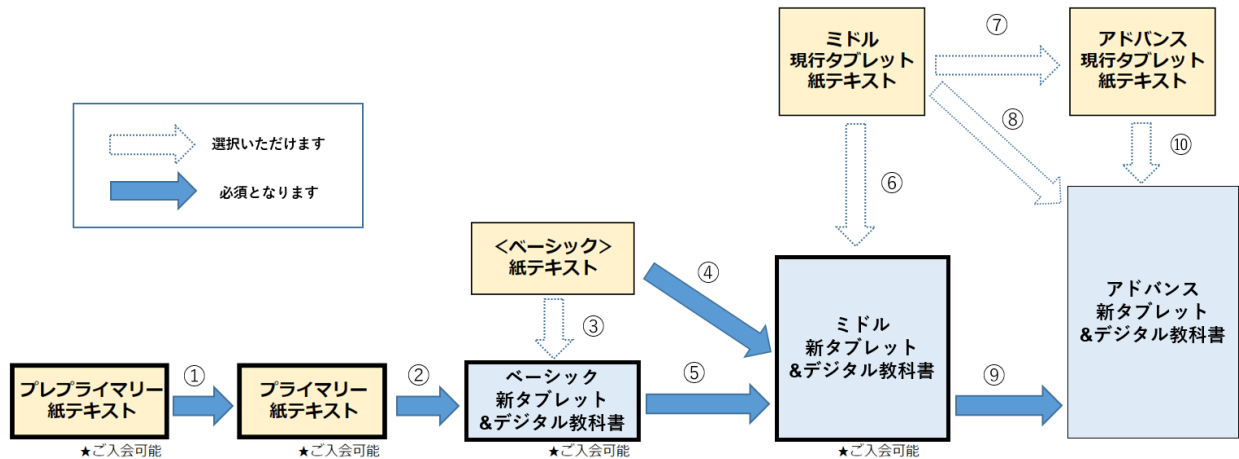 ミドル
現行タブレット
紙テキスト
⑦
アドバンス
現行タブレット
紙テキスト
選択いただけます
必須となります
⑧
⑩
⑥
＜ベーシック＞
紙テキスト
④
③
アドバンス
新タブレット
&デジタル教科書
ミドル
新タブレット
&デジタル教科書
プレプライマリー
紙テキスト
①
プライマリー
紙テキスト
②
ベーシック
新タブレット
&デジタル教科書
⑤
⑨
★ご入会可能
★ご入会可能
★ご入会可能
★ご入会可能